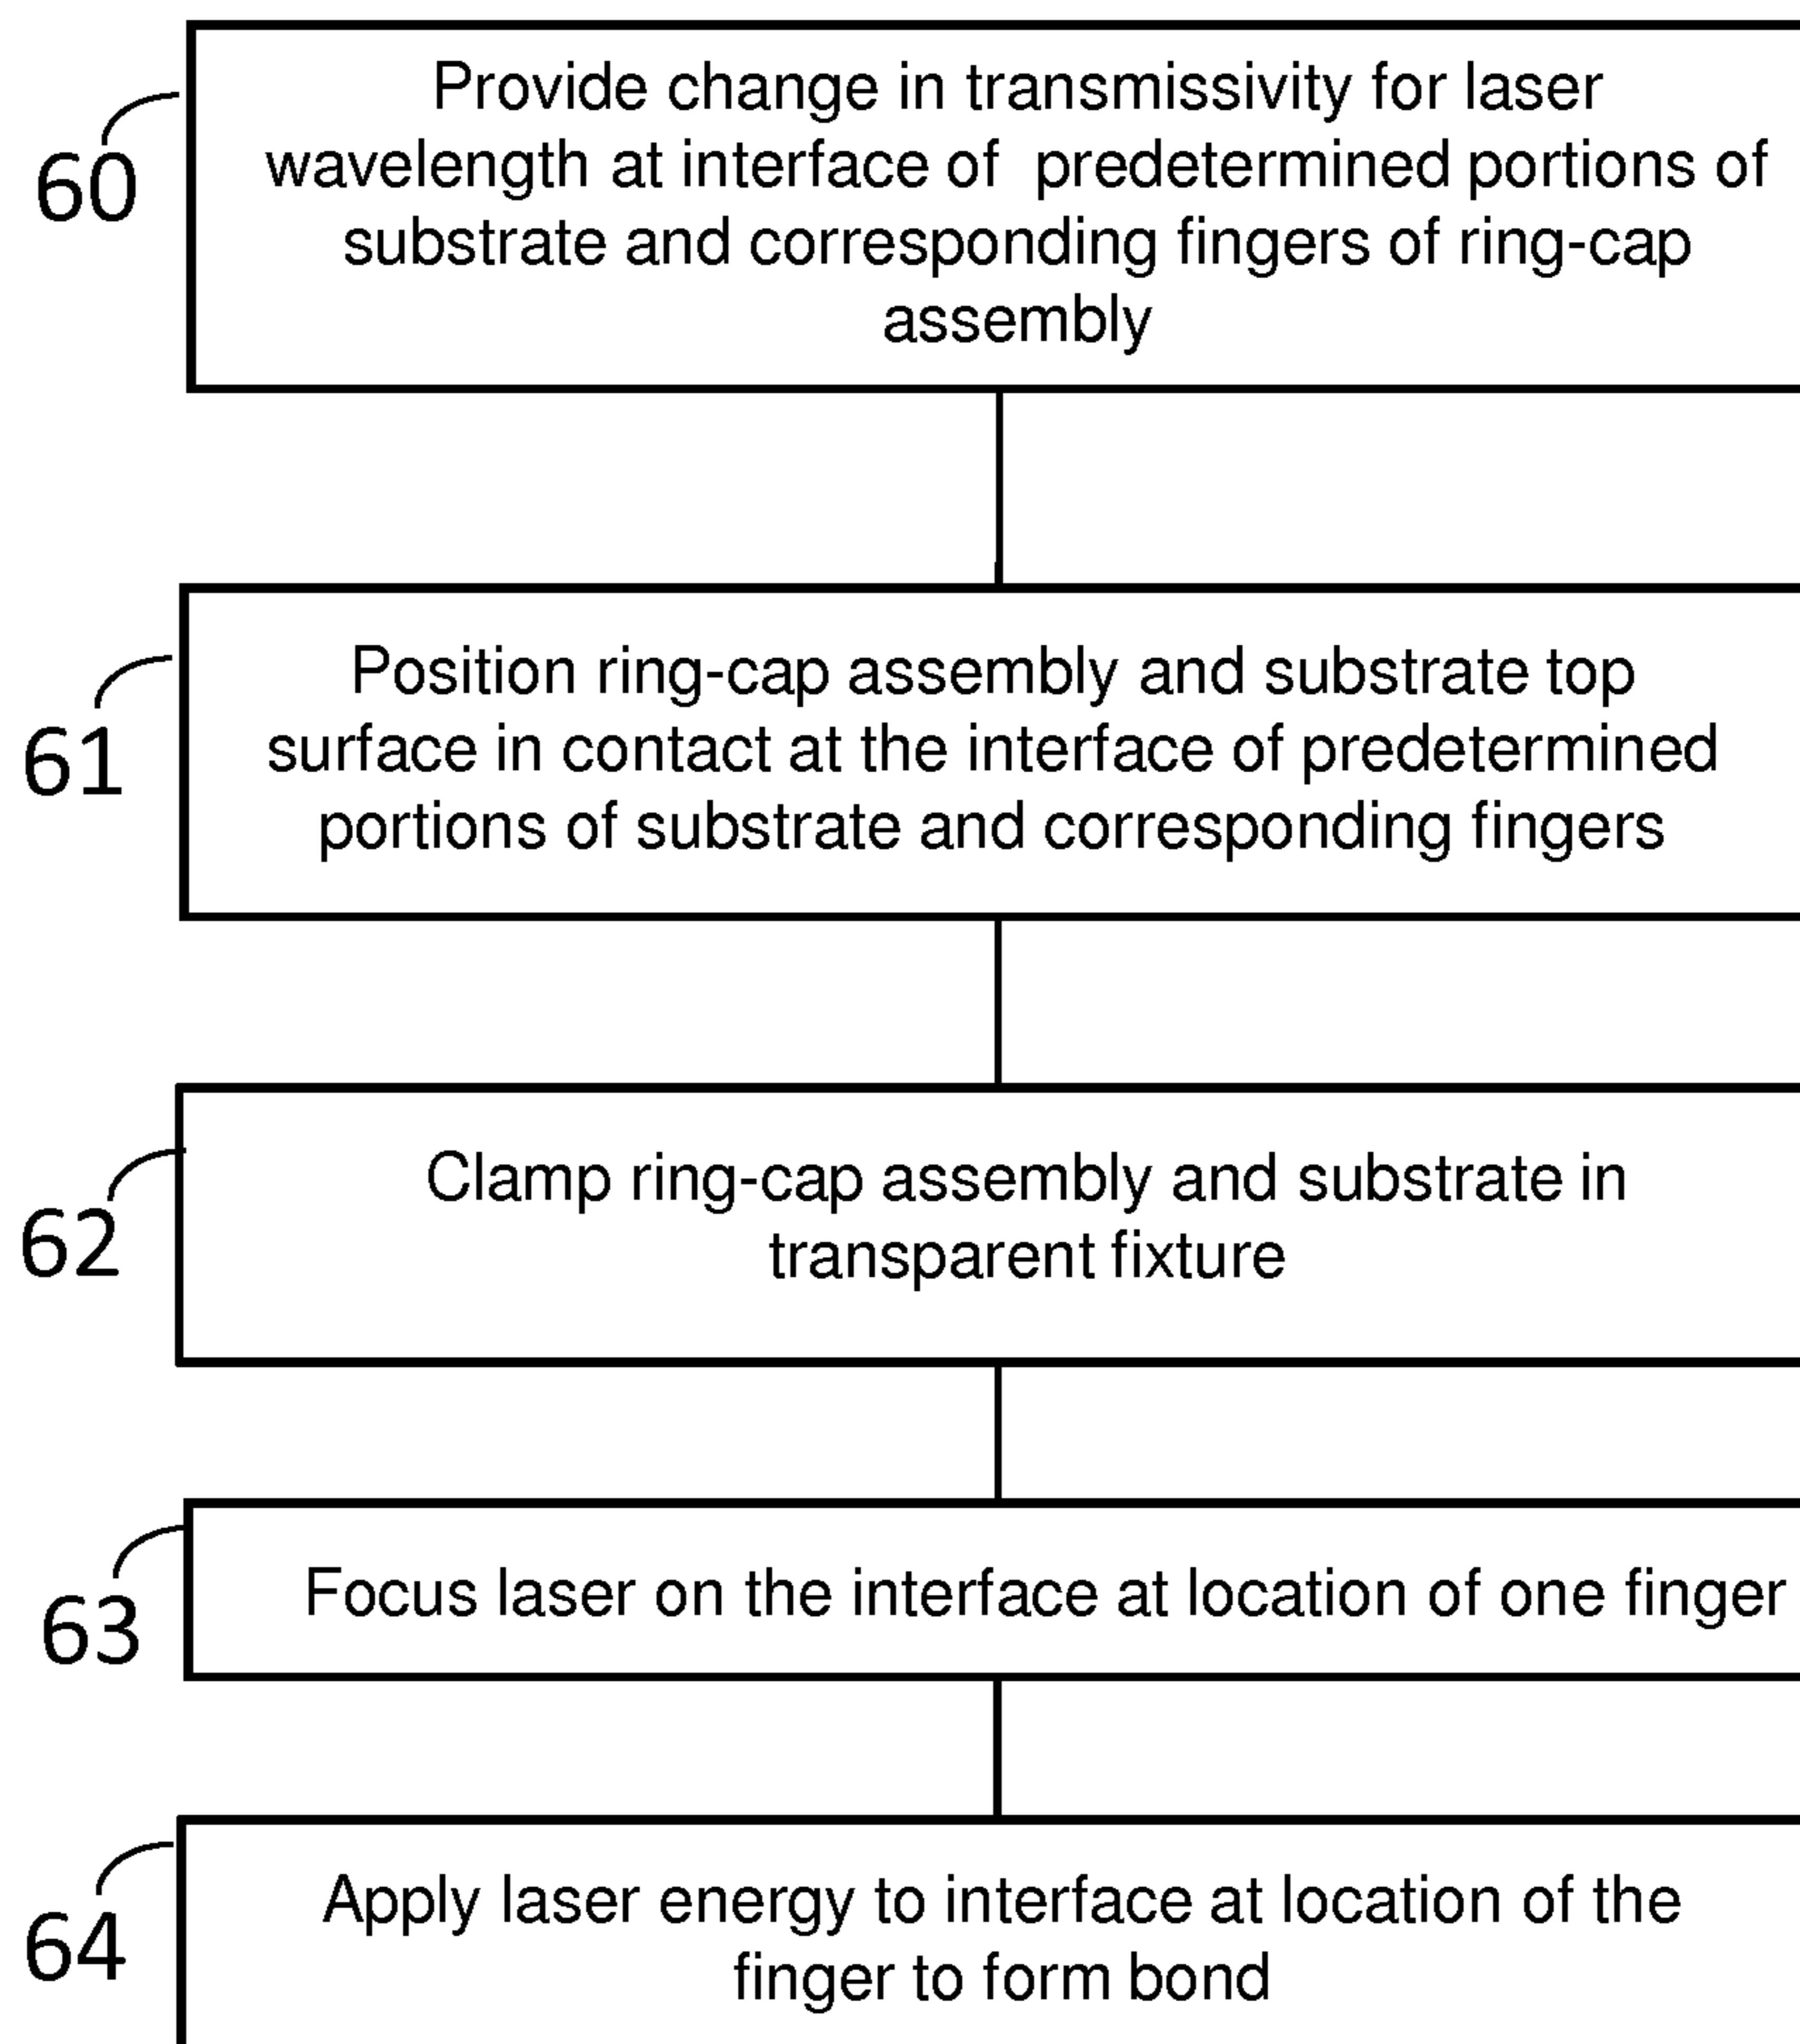 60
Provide change in transmissivity for laser
wavelength at interface of predetermined portions of
substrate and corresponding fingers of ring-cap
assembly
61
Position ring-cap assembly and substrate top
surface in contact at the interface of predetermined
portions of substrate and corresponding fingers
62
Clamp ring-cap assembly and substrate in
transparent fixture
63
Focus laser on the interface at location of one finger
64
Apply laser energy to interface at location of the
finger to form bond